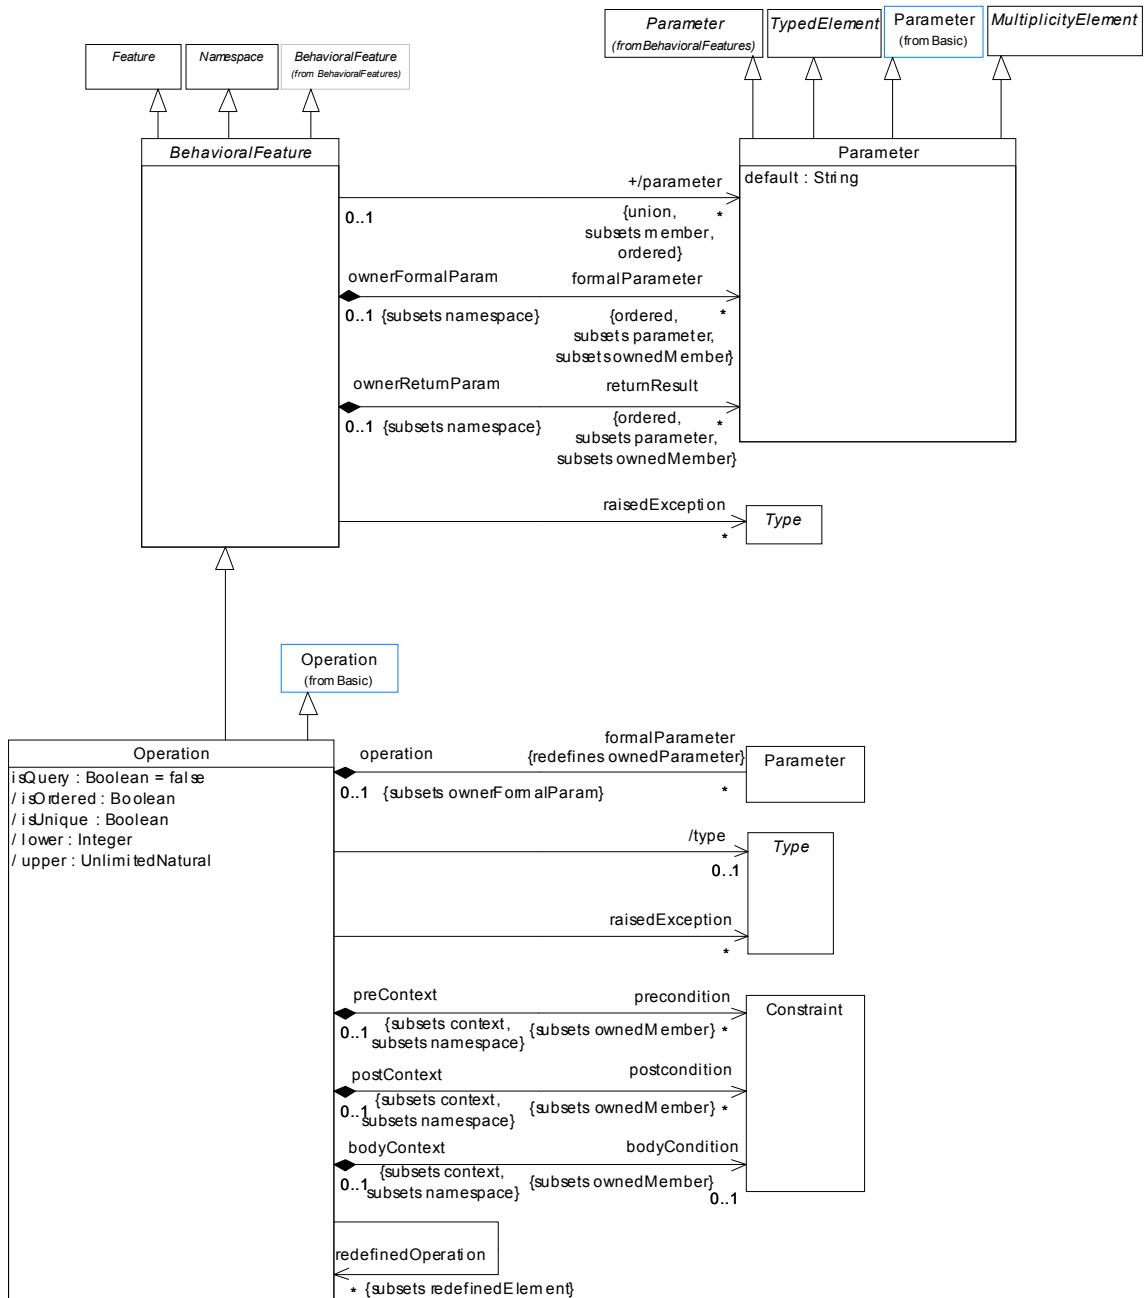 Parameter
(from BehavioralFeatures)
TypedElement
Parameter
(from Basic)
MultiplicityElement
Feature
Namespace
BehavioralFeature
(from BehavioralFeatures)
BehavioralFeature
Parameter
default : String
+/parameter
0..1
{union,
subsets member,
ordered}
*
ownerFormalParam
formalParameter
0..1 {subsets namespace}
{ordered,
subsets parameter,
subsets ownedMember}
*
ownerReturnParam
returnResult
0..1 {subsets namespace}
{ordered,
subsets parameter,
subsets ownedMember}
*
raisedException
*
Type
Operation
(from Basic)
Operation
isQuery : Boolean = false
/ isOrdered : Boolean
/ isUnique : Boolean
/ lower : Integer
/ upper : UnlimitedNatural
operation
formalParameter
{redefines ownedParameter}
0..1 {subsets ownerFormalParam}
*
Parameter
/type
0..1
Type
raisedException
*
preContext
precondition
0..1 {subsets context,
subsets namespace}
{subsets ownedMember} *
Constraint
postContext
postcondition
0..1 {subsets context,
subsets namespace}
{subsets ownedMember} *
bodyContext
bodyCondition
0..1 {subsets context,
subsets namespace}
{subsets ownedMember}
0..1
redefinedOperation
* {subsets redefinedElement}